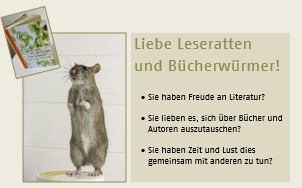 Liebe Leseratten
und Bücherwürmer!
• Sie haben Freude an Literatur?
• Sie lieben es, sich über Bücher und
Autoren auszutauschen?
• Sie haben Zeit und Lust dies
gemeinsam mit anderen zu tun?